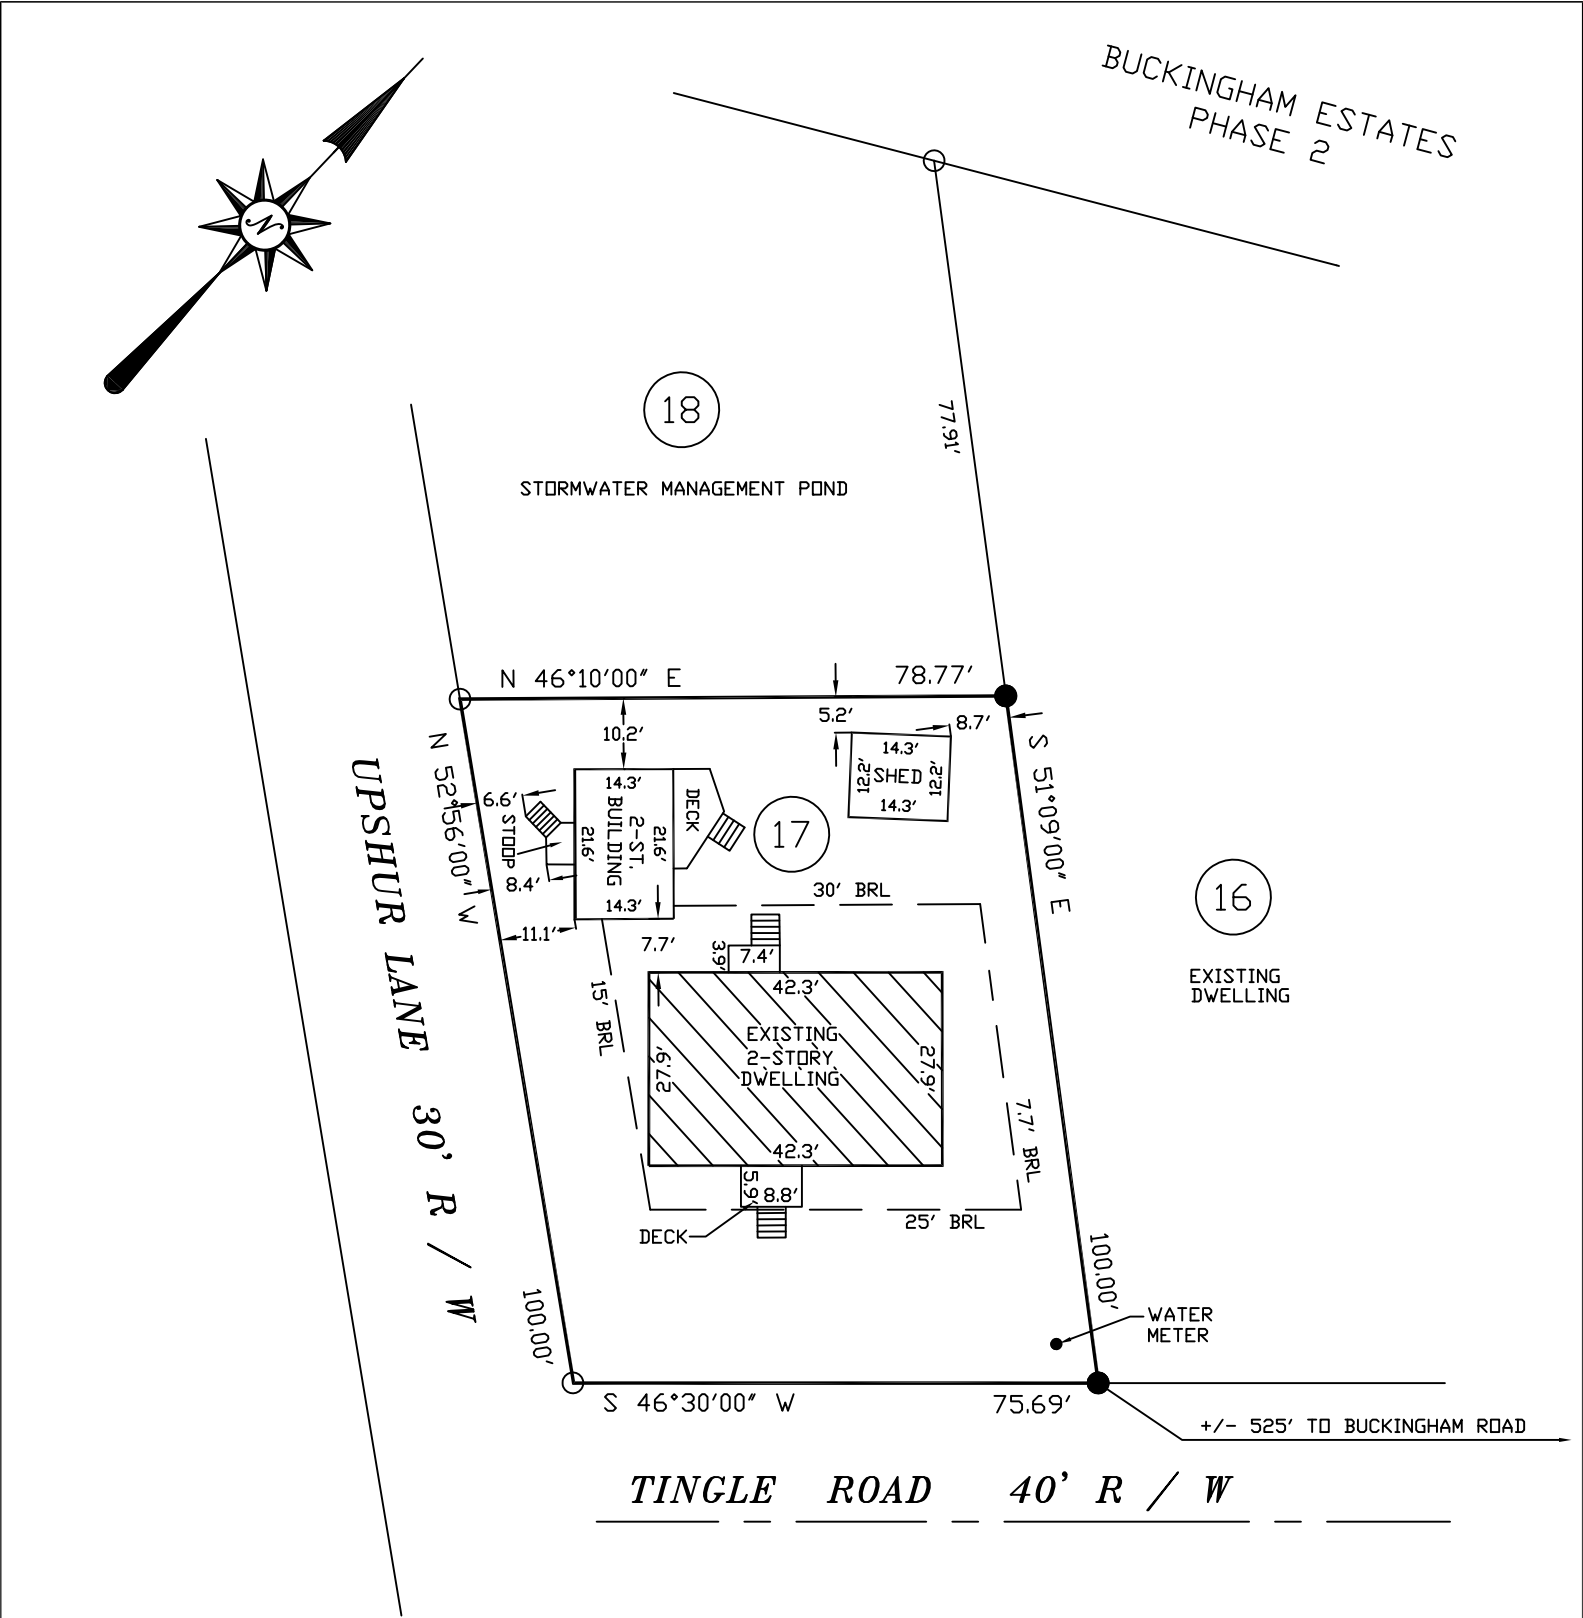 BUCKINGHAM ESTATES
PHASE 2
N
18
STORMWATER MANAGEMENT POND
77.91'
N 46°10'00" E
78.77'
5.2'
8.7'
10.2'
14.3'
12.2'
SHED
12.2'
14.3'
N 52°56'00" W
S 51°09'00" E
6.6'
STOOP
8.4'
14.3'
21.6'
2-ST.
BUILDING
21.6'
14.3'
DECK
17
11.1'
7.7'
30' BRL
16
EXISTING
DWELLING
3.9'
7.4'
15' BRL
42.3'
EXISTING
2-STORY
DWELLING
27.9'
27.9'
42.3'
7.7' BRL
5.9'
8.8'
DECK
25' BRL
UPSHUR LANE 30' R / W
100.00'
100.00'
WATER
METER
S 46°30'00" W
75.69'
+/- 525' TO BUCKINGHAM ROAD
TINGLE ROAD 40' R / W